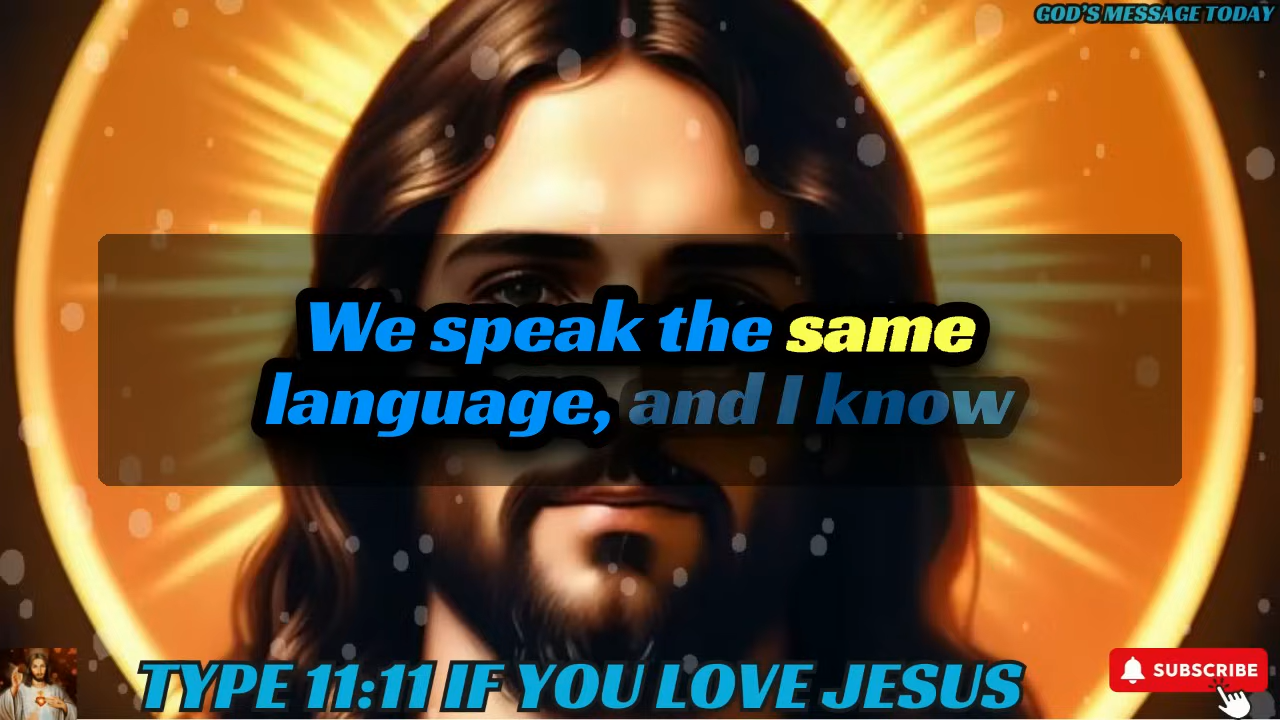 GOD'S MESSAGE TODAY
We speak the same
language, and I know
TYPE 11:11 IF YOU LOVE JESUS
SUBSCRIBE